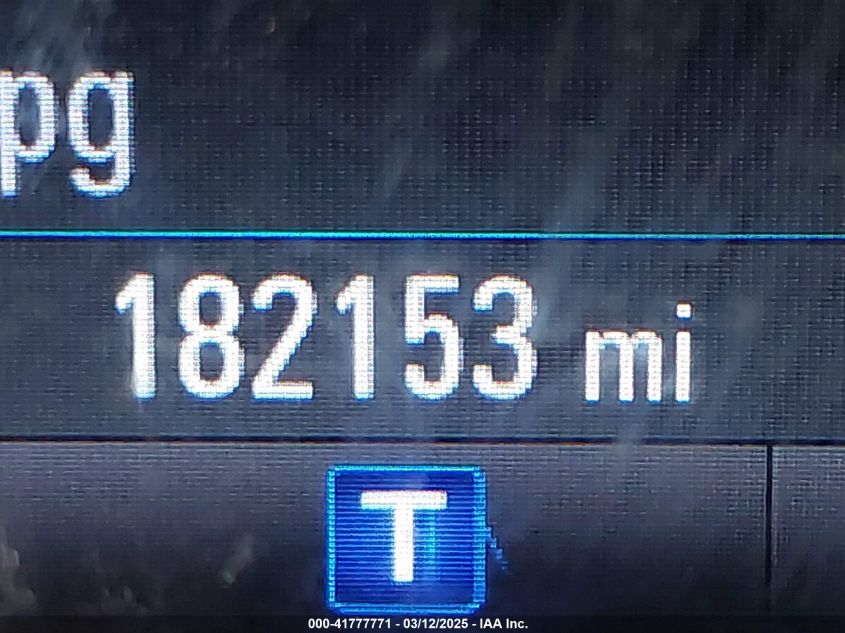 pg
182153 mi
T
000-41777771 - 03/12/2025 - IAA Inc.